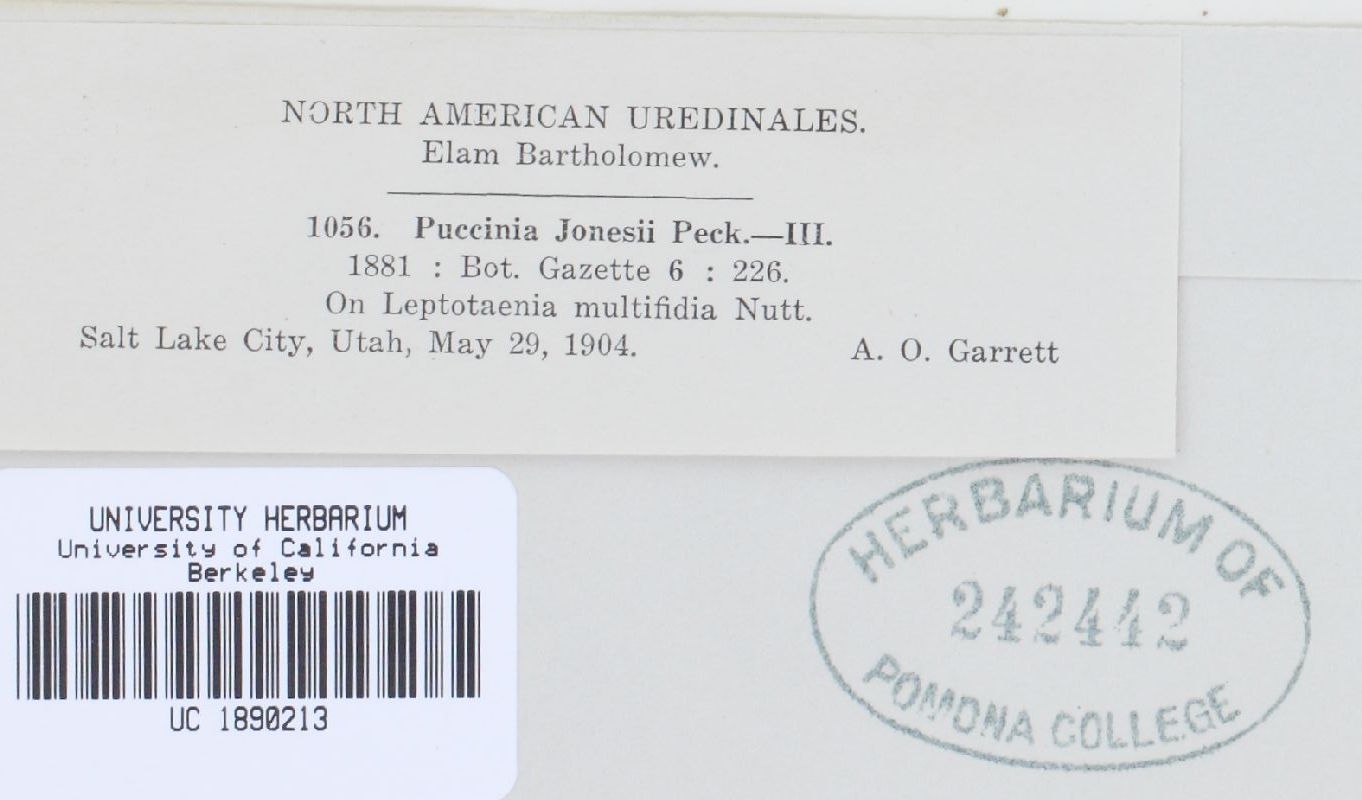 NORTH AMERICAN UREDINALES.
Elam Bartholomew.
1056. Puccinia Jonesii Peck.—III.
1881 : Bot. Gazette 6 : 226.
On Leptotaenia multifidia Nutt.
Salt Lake City, Utah, May 29, 1904. A. O. Garrett
UNIVERSITY HERBARIUM
University of California
Berkeley
UC 1890213
HERBARIUM OF
242442
POMONA COLLEGE